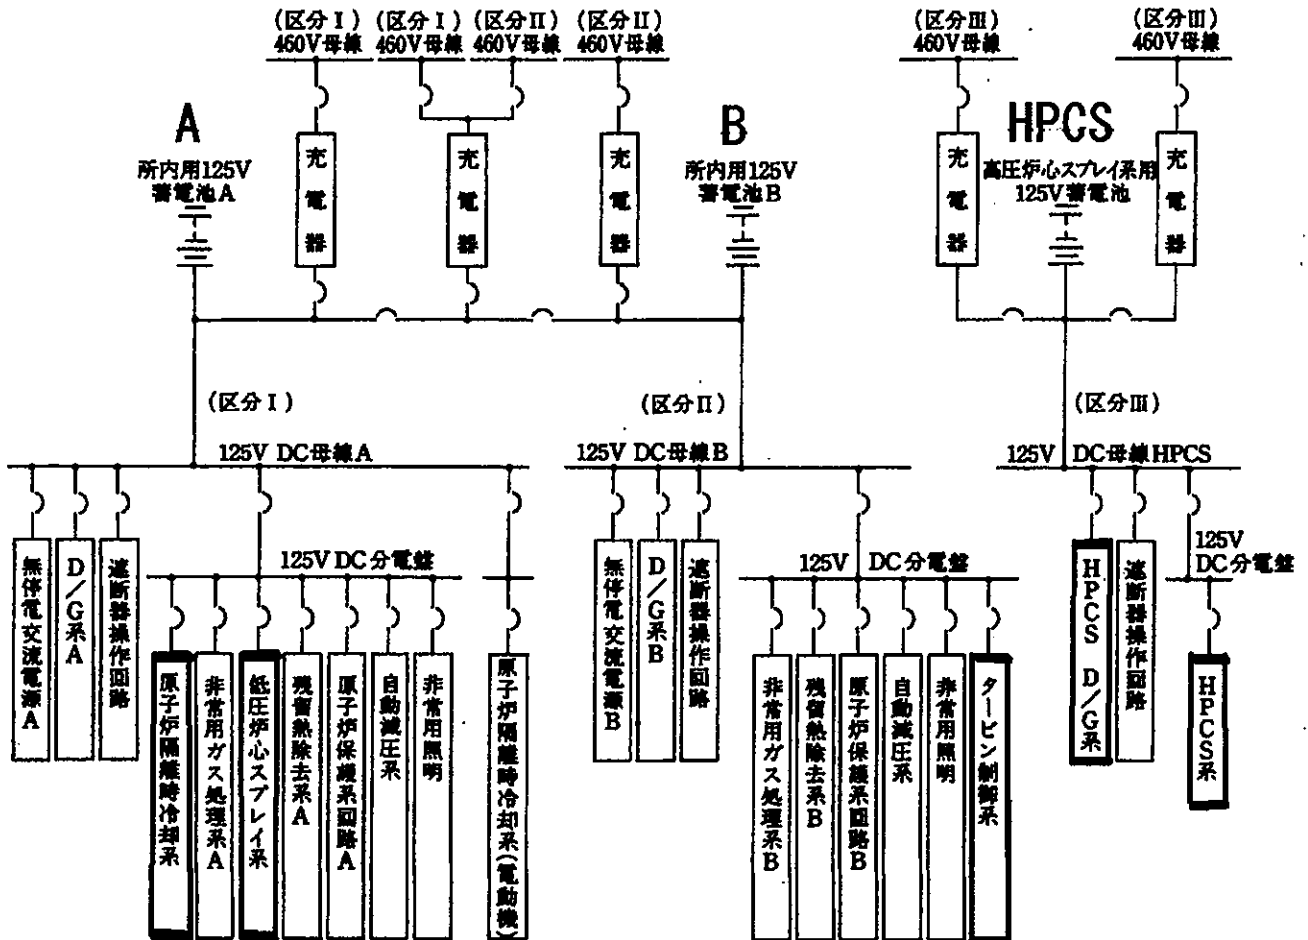 (区分Ⅰ)
460V母線
(区分Ⅰ)
460V母線
(区分Ⅱ)
460V母線
(区分Ⅱ)
460V母線
(区分Ⅲ)
460V母線
(区分Ⅲ)
460V母線
A
所内用125V
蓄電池A
充電器
充電器
充電器
B
所内用125V
蓄電池B
充電器
HPCS
高圧炉心スプレイ系用
125V蓄電池
充電器
(区分Ⅰ)
(区分Ⅱ)
(区分Ⅲ)
125V DC母線A
125V DC母線B
125V DC母線HPCS
無停電交流電源A
D/G系A
遮断器操作回路
125V DC分電盤
原子炉隔離時冷却系
非常用ガス処理系A
低圧炉心スプレイ系
残留熱除去系A
原子炉保護系回路A
自動減圧系
非常用照明
原子炉隔離時冷却系(電動機)
無停電交流電源B
D/G系B
遮断器操作回路
125V DC分電盤
非常用ガス処理系B
残留熱除去系B
原子炉保護系回路B
自動減圧系
非常用照明
タービン制御系
HPCS D/G系
遮断器操作回路
125V
DC分電盤
HPCS系